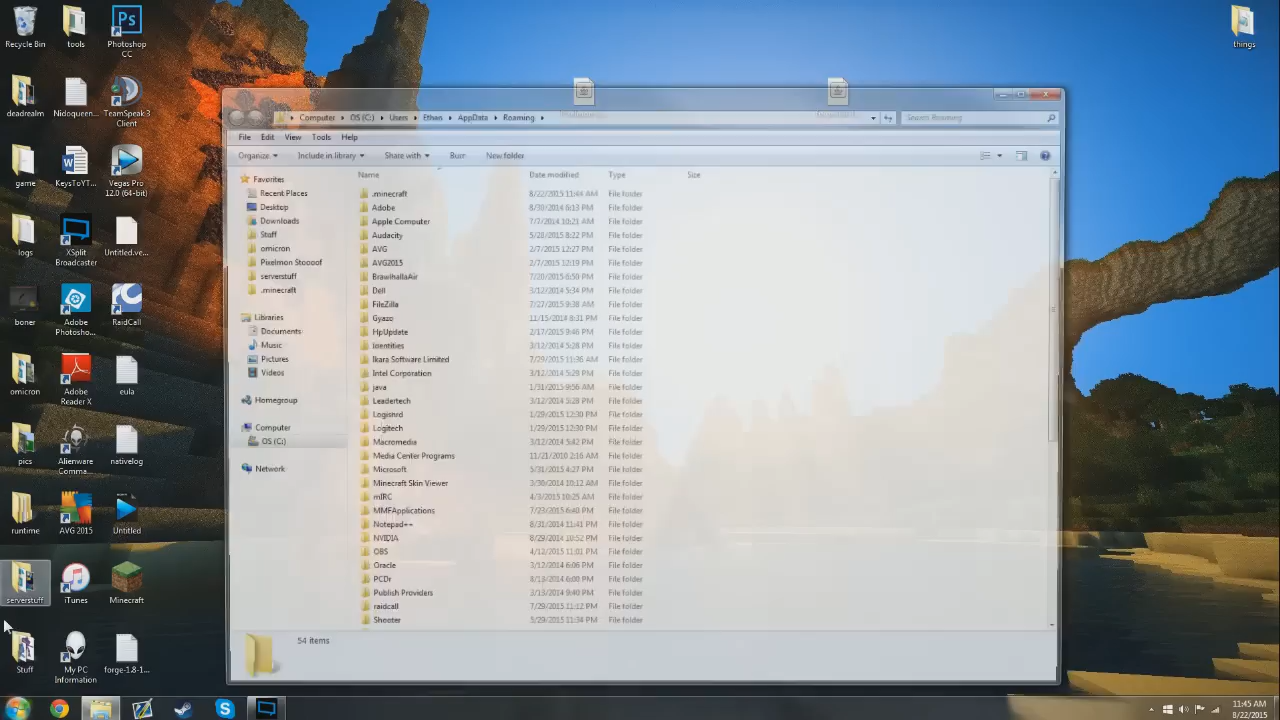 Recycle Bin
tools
Photoshop CC
things
deadrealm
Nidoqueen...
TeamSpeak 3 Client
game
KeysToYT...
Vegas Pro 12.0 (64-bit)
logs
XSplit Broadcaster
Untitled.ve...
boner
Adobe Photosho...
RaidCall
omicron
Adobe Reader X
eula
pics
Alienware Comma...
nativelog
runtime
AVG 2015
Untitled
serverstuff
iTunes
Minecraft
Stuff
My PC Information
forge-1.8-1...
Computer OS (C:) Users Ethan AppData Roaming
Search Roaming
File Edit View Tools Help
Organize Include in library Share with Burn New folder
Name Date modified Type Size
Favorites
Recent Places
Desktop
Downloads
Staff
omicron
Pixelmon Stoooof
serverstuff
.minecraft
Libraries
Documents
Music
Pictures
Videos
Homegroup
Computer
OS (C:)
Network
.minecraft 8/22/2015 11:44 AM File folder
Adobe 8/30/2014 6:13 PM File folder
Apple Computer 7/7/2014 10:21 AM File folder
Audacity 5/28/2015 8:22 PM File folder
AVG 2/7/2015 12:27 PM File folder
AVG2015 2/7/2015 12:19 PM File folder
BrawlhallaAir 7/20/2015 6:50 PM File folder
Dell 3/12/2014 5:34 PM File folder
FileZilla 7/27/2015 9:38 AM File folder
Gyazo 11/15/2014 8:31 PM File folder
HpUpdate 2/17/2015 9:46 PM File folder
Identities 3/12/2014 5:28 PM File folder
Ikara Software Limited 7/29/2015 11:36 AM File folder
Intel Corporation 3/12/2014 5:29 PM File folder
java 1/31/2015 9:56 AM File folder
Leadertech 3/12/2014 5:28 PM File folder
Logishrd 1/29/2015 12:30 PM File folder
Logitech 1/29/2015 12:30 PM File folder
Macromedia 3/12/2014 5:42 PM File folder
Media Center Programs 11/21/2010 2:16 AM File folder
Microsoft 5/31/2015 4:27 PM File folder
Minecraft Skin Viewer 3/30/2014 10:12 AM File folder
mIRC 4/3/2015 10:25 AM File folder
MMFApplications 7/23/2015 6:40 PM File folder
Notepad++ 8/31/2014 11:41 PM File folder
NVIDIA 8/29/2014 10:52 PM File folder
OBS 4/12/2015 11:01 PM File folder
Oracle 3/12/2014 6:06 PM File folder
PCDr 8/13/2014 6:00 PM File folder
Publish Providers 3/13/2014 9:40 PM File folder
raidcall 7/29/2015 11:12 PM File folder
Shooter 5/29/2015 11:34 PM File folder
54 items
11:45 AM
8/22/2015